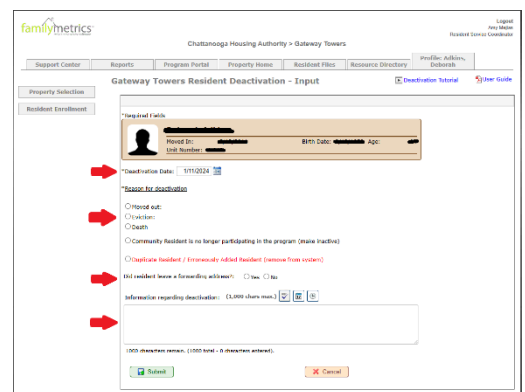 familymetrics
Logout
Amy Majias
Resident Service Coordinator
Chattanooga Housing Authority > Gateway Towers
Support Center
Reports
Program Portal
Property Home
Resident Files
Resource Directory
Profile: Adkins,
Deborah
Gateway Towers Resident Deactivation - Input
Deactivation Tutorial
User Guide
Property Selection
Resident Enrollment
*Required Fields
Moved In:
Birth Date:
Age:
Unit Number:
*Deactivation Date: 1/11/2024
*Reason for deactivation
Moved out:
Eviction:
Death
Community Resident is no longer participating in the program (make inactive)
Duplicate Resident / Erroneously Added Resident (remove from system)
Did resident leave a forwarding address?: Yes No
Information regarding deactivation: (1,000 chars max.)
1000 characters remain. (1000 total - 0 characters entered).
Submit
Cancel